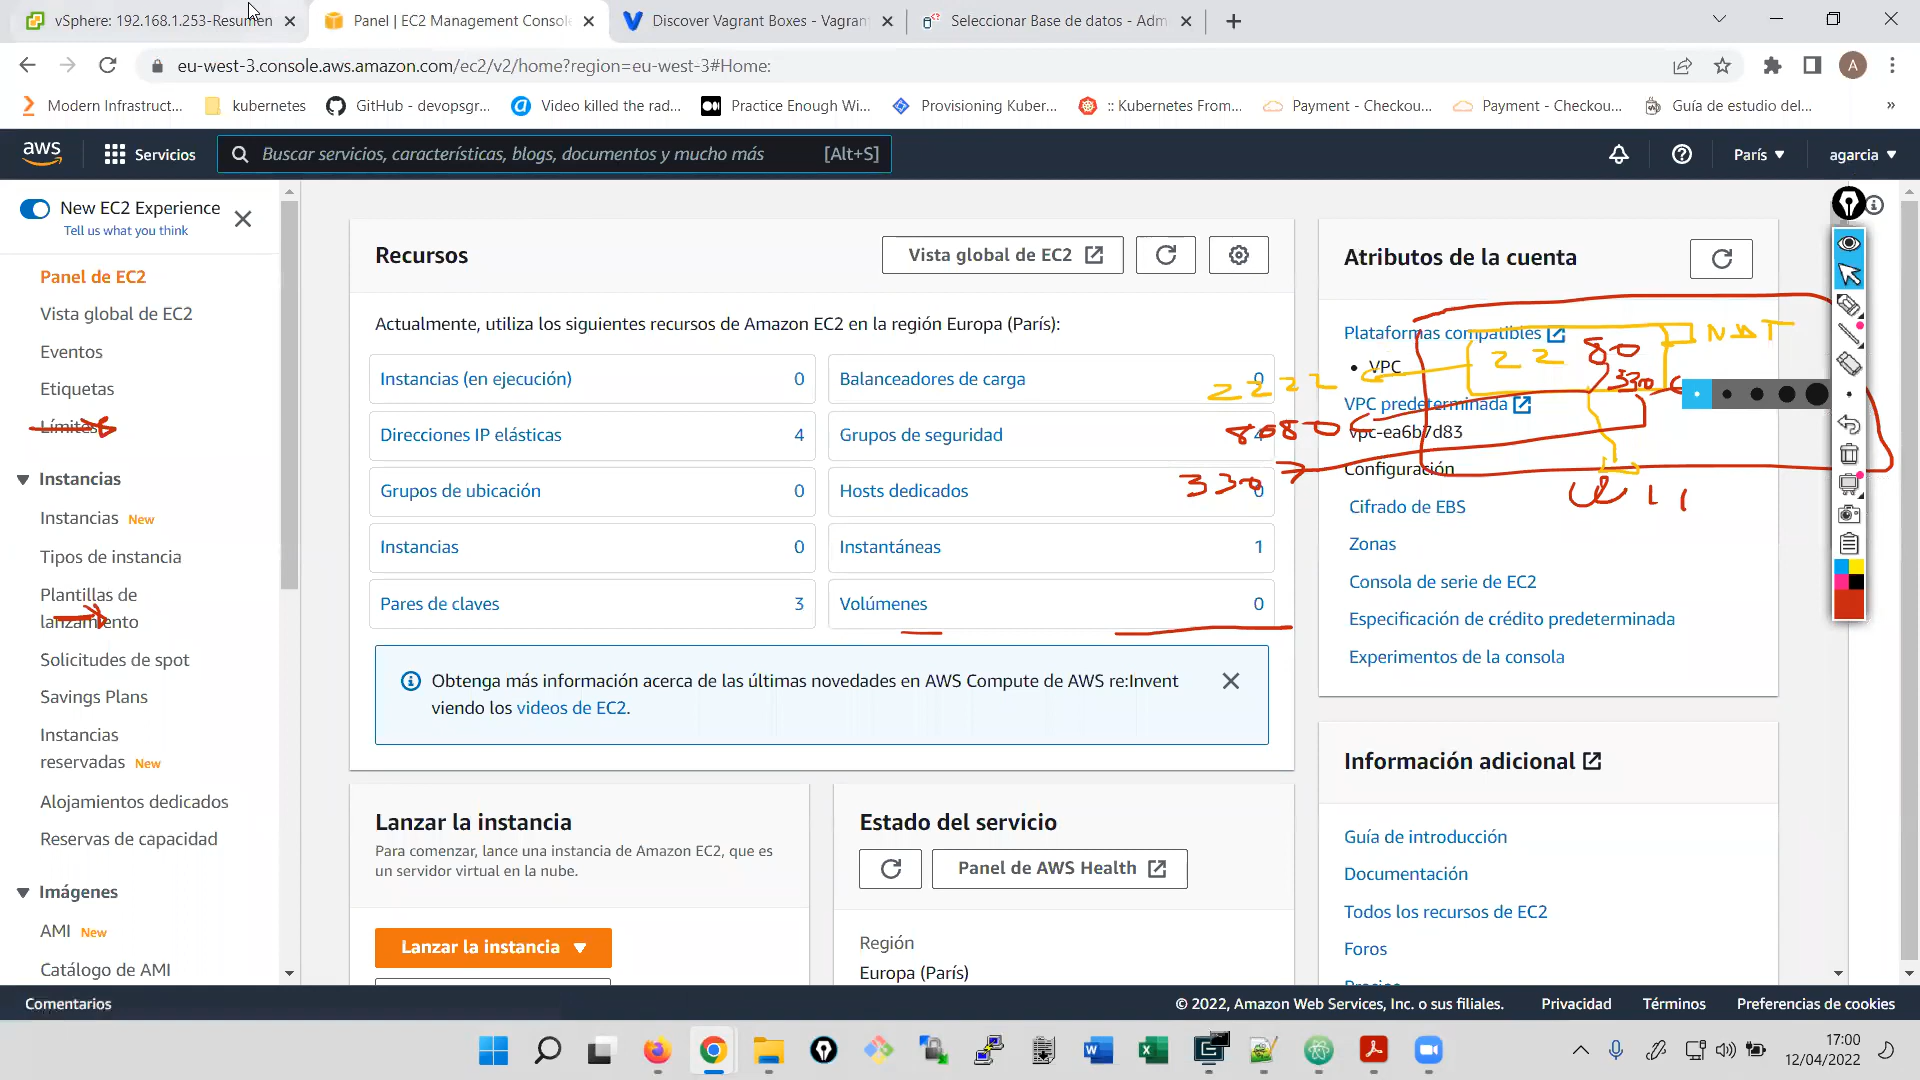 vSphere: 192.168.1.253-Resumen
Panel | EC2 Management Consol
Discover Vagrant Boxes - Vagran
Seleccionar Base de datos - Adm
eu-west-3.console.aws.amazon.com/ec2/v2/home?region=eu-west-3#Home:
A
Modern Infrastruct...
kubernetes
GitHub - devopsgr...
Video killed the rad...
Practice Enough Wi...
Provisioning Kuber...
:: Kubernetes From...
Payment - Checkou...
Payment - Checkou...
Guía de estudio del...
»
aws
Servicios
Buscar servicios, características, blogs, documentos y mucho más
[Alt+S]
París
agarcia
New EC2 Experience
Tell us what you think
Panel de EC2
Vista global de EC2
Eventos
Etiquetas
Límites
Instancias
Instancias New
Tipos de instancia
Plantillas de
lanzamiento
Solicitudes de spot
Savings Plans
Instancias
reservadas New
Alojamientos dedicados
Reservas de capacidad
Imágenes
AMI New
Catálogo de AMI
Recursos
Vista global de EC2
Actualmente, utiliza los siguientes recursos de Amazon EC2 en la región Europa (París):
Instancias (en ejecución) 0
Balanceadores de carga 0
Direcciones IP elásticas 4
Grupos de seguridad 4
Grupos de ubicación 0
Hosts dedicados 0
Instancias 0
Instantáneas 1
Pares de claves 3
Volúmenes 0
Obtenga más información acerca de las últimas novedades en AWS Compute de AWS re:Invent
viendo los videos de EC2.
Lanzar la instancia
Para comenzar, lance una instancia de Amazon EC2, que es
un servidor virtual en la nube.
Lanzar la instancia
Estado del servicio
Panel de AWS Health
Región
Europa (París)
Atributos de la cuenta
Plataformas compatibles
• VPC
VPC predeterminada
vpc-ea6b7d83
Configuración
Cifrado de EBS
Zonas
Consola de serie de EC2
Especificación de crédito predeterminada
Experimentos de la consola
NAT
22
80
330
2222
8080
330
Información adicional
Guía de introducción
Documentación
Todos los recursos de EC2
Foros
Comentarios
© 2022, Amazon Web Services, Inc. o sus filiales.
Privacidad
Términos
Preferencias de cookies
17:00
12/04/2022